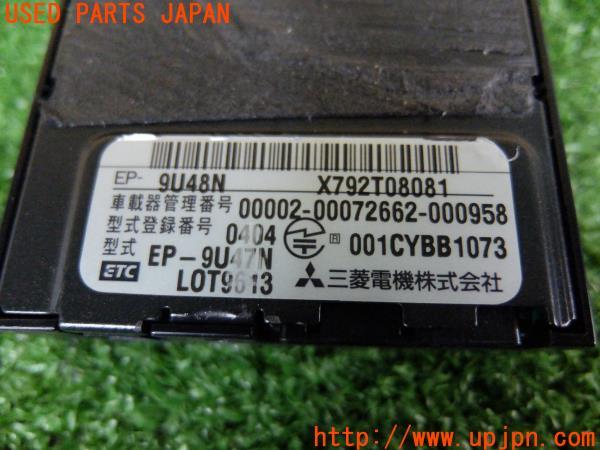 USED PARTS JAPAN
EP- 9U48N X792T08081
車載器管理番号 00002-00072662-000958
型式登録番号 0404 R 001CYBB1073
型式 EP-9U47N
ETC LOT9613 三菱電機株式会社
http://www.upjpn.com/